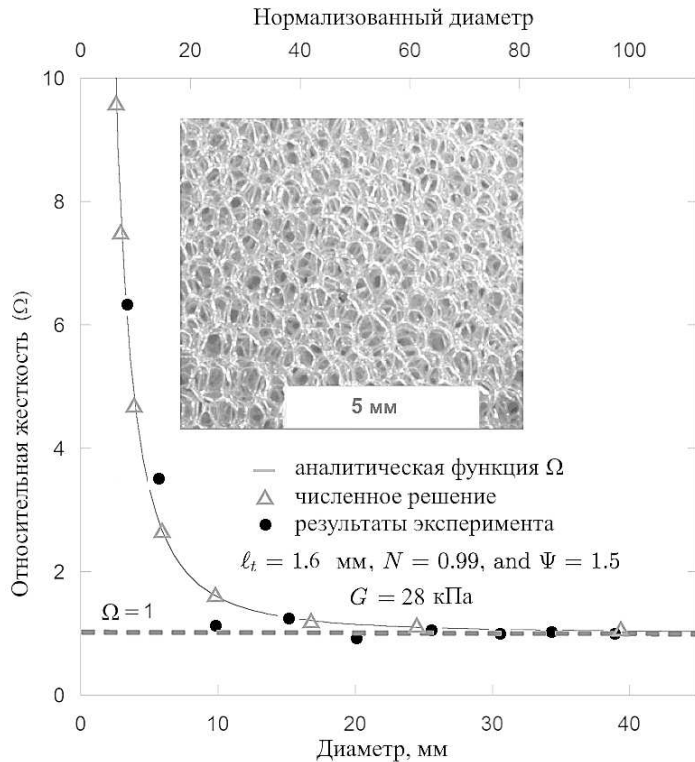 Нормализованный диаметр
0 20 40 60 80 100
10
8
6
4
2
0
Относительная жесткость (Ω)
5 мм
аналитическая функция Ω
численное решение
результаты эксперимента
ℓt = 1.6 мм, N = 0.99, and Ψ = 1.5
G = 28 кПа
Ω = 1
0 10 20 30 40
Диаметр, мм